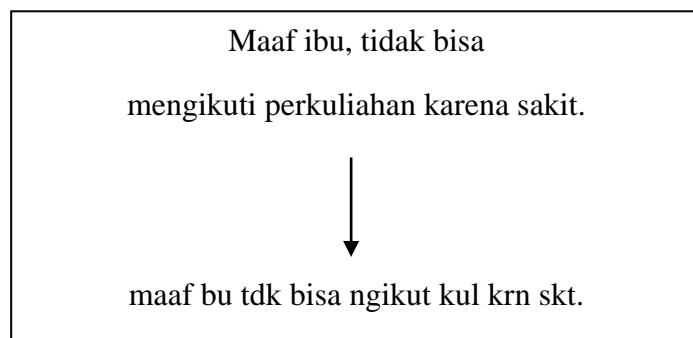 Maaf ibu, tidak bisa
mengikuti perkuliahan karena sakit.
maaf bu tdk bisa ngikut kul krn skt.